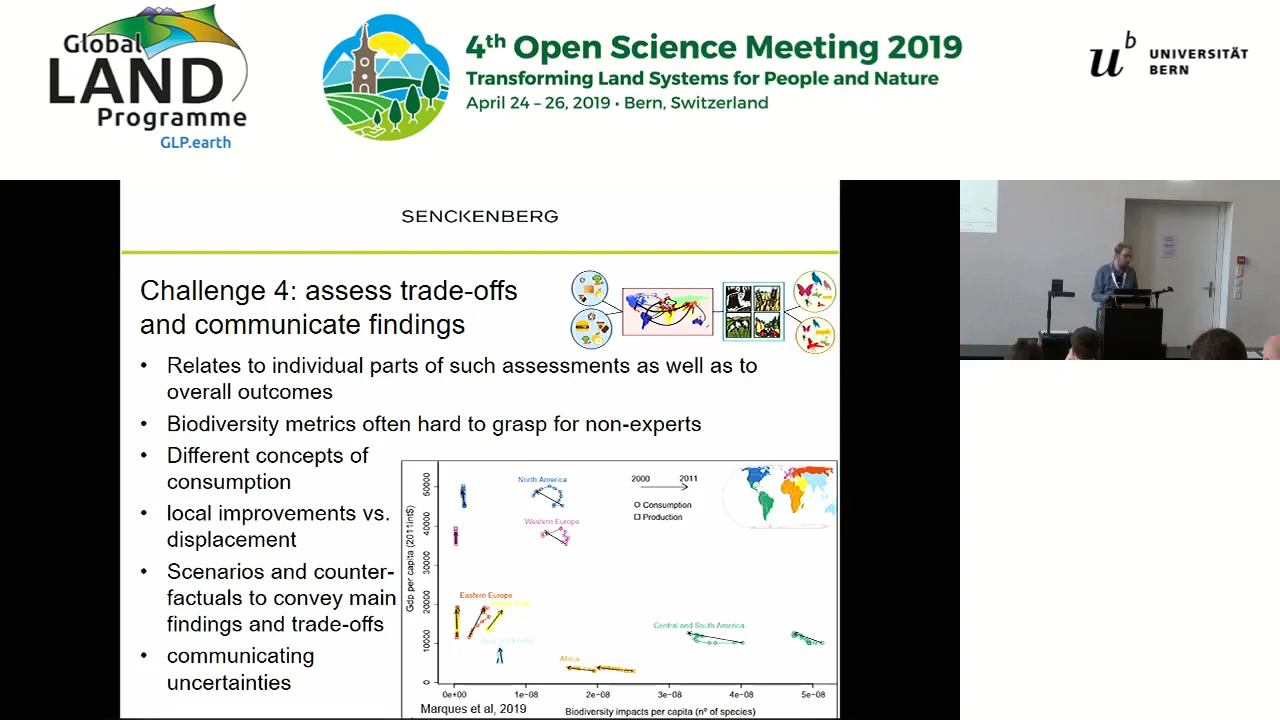 Global
LAND
Programme
GLP.earth
4th Open Science Meeting 2019
Transforming Land Systems for People and Nature
April 24 – 26, 2019 • Bern, Switzerland
u b UNIVERSITÄT
BERN
SENCKENBERG
Challenge 4: assess trade-offs
and communicate findings
• Relates to individual parts of such assessments as well as to
overall outcomes
• Biodiversity metrics often hard to grasp for non-experts
• Different concepts of
consumption
• local improvements vs.
displacement
• Scenarios and counter-
factuals to convey main
findings and trade-offs
• communicating
uncertainties
Gdp per capita (2011int$)
50000
40000
30000
20000
10000
0
North America
2000 2011
Consumption
Production
Western Europe
Eastern Europe
Central and South America
Africa
0e+00 1e-08 2e-08 3e-08 4e-08 5e-08
Marques et al, 2019
Biodiversity impacts per capita (nº of species)